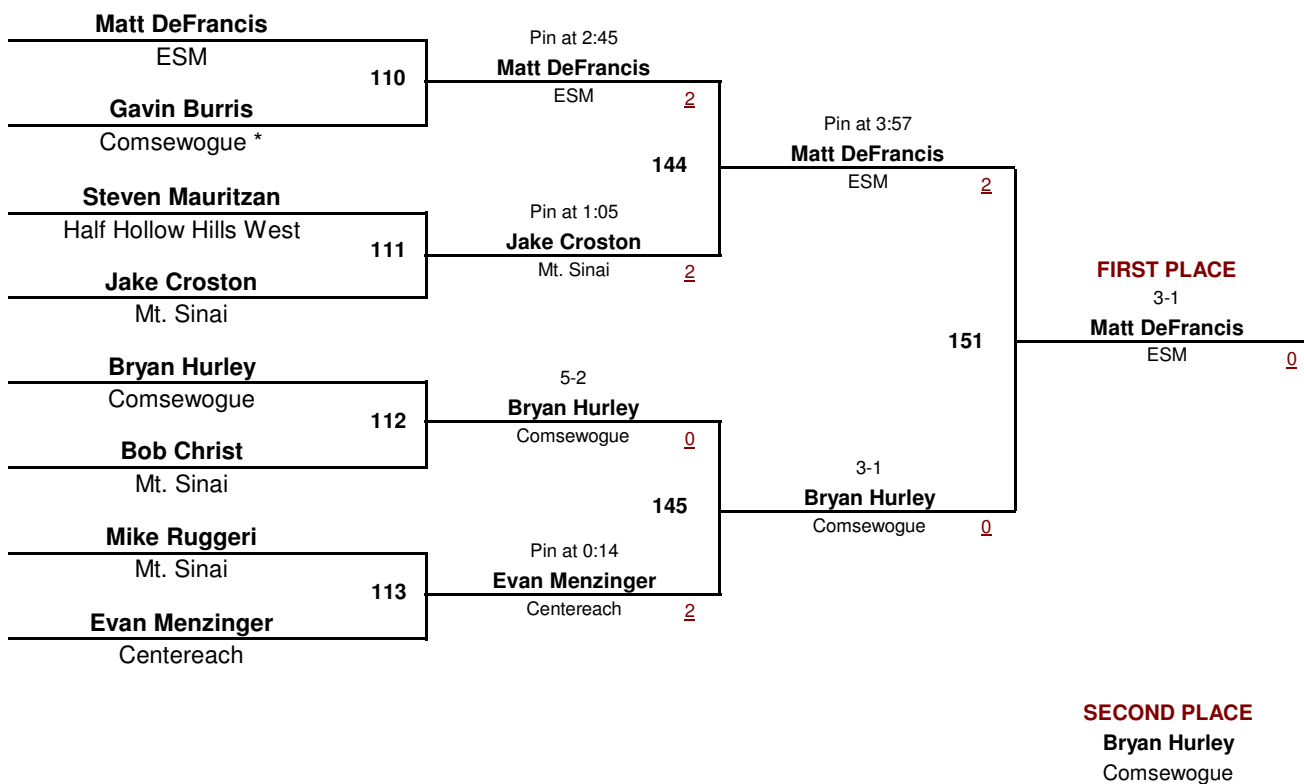 Matt DeFrancis
ESM
110
Gavin Burris
Comsewogue *
Steven Mauritzan
Half Hollow Hills West
111
Jake Croston
Mt. Sinai
Bryan Hurley
Comsewogue
112
Bob Christ
Mt. Sinai
Mike Ruggeri
Mt. Sinai
113
Evan Menzinger
Centereach
Pin at 2:45
Matt DeFrancis
ESM
2
144
Pin at 1:05
Jake Croston
Mt. Sinai
2
5-2
Bryan Hurley
Comsewogue
0
145
Pin at 0:14
Evan Menzinger
Centereach
2
Pin at 3:57
Matt DeFrancis
ESM
2
151
3-1
Bryan Hurley
Comsewogue
0
FIRST PLACE
3-1
Matt DeFrancis
ESM
0
SECOND PLACE
Bryan Hurley
Comsewogue